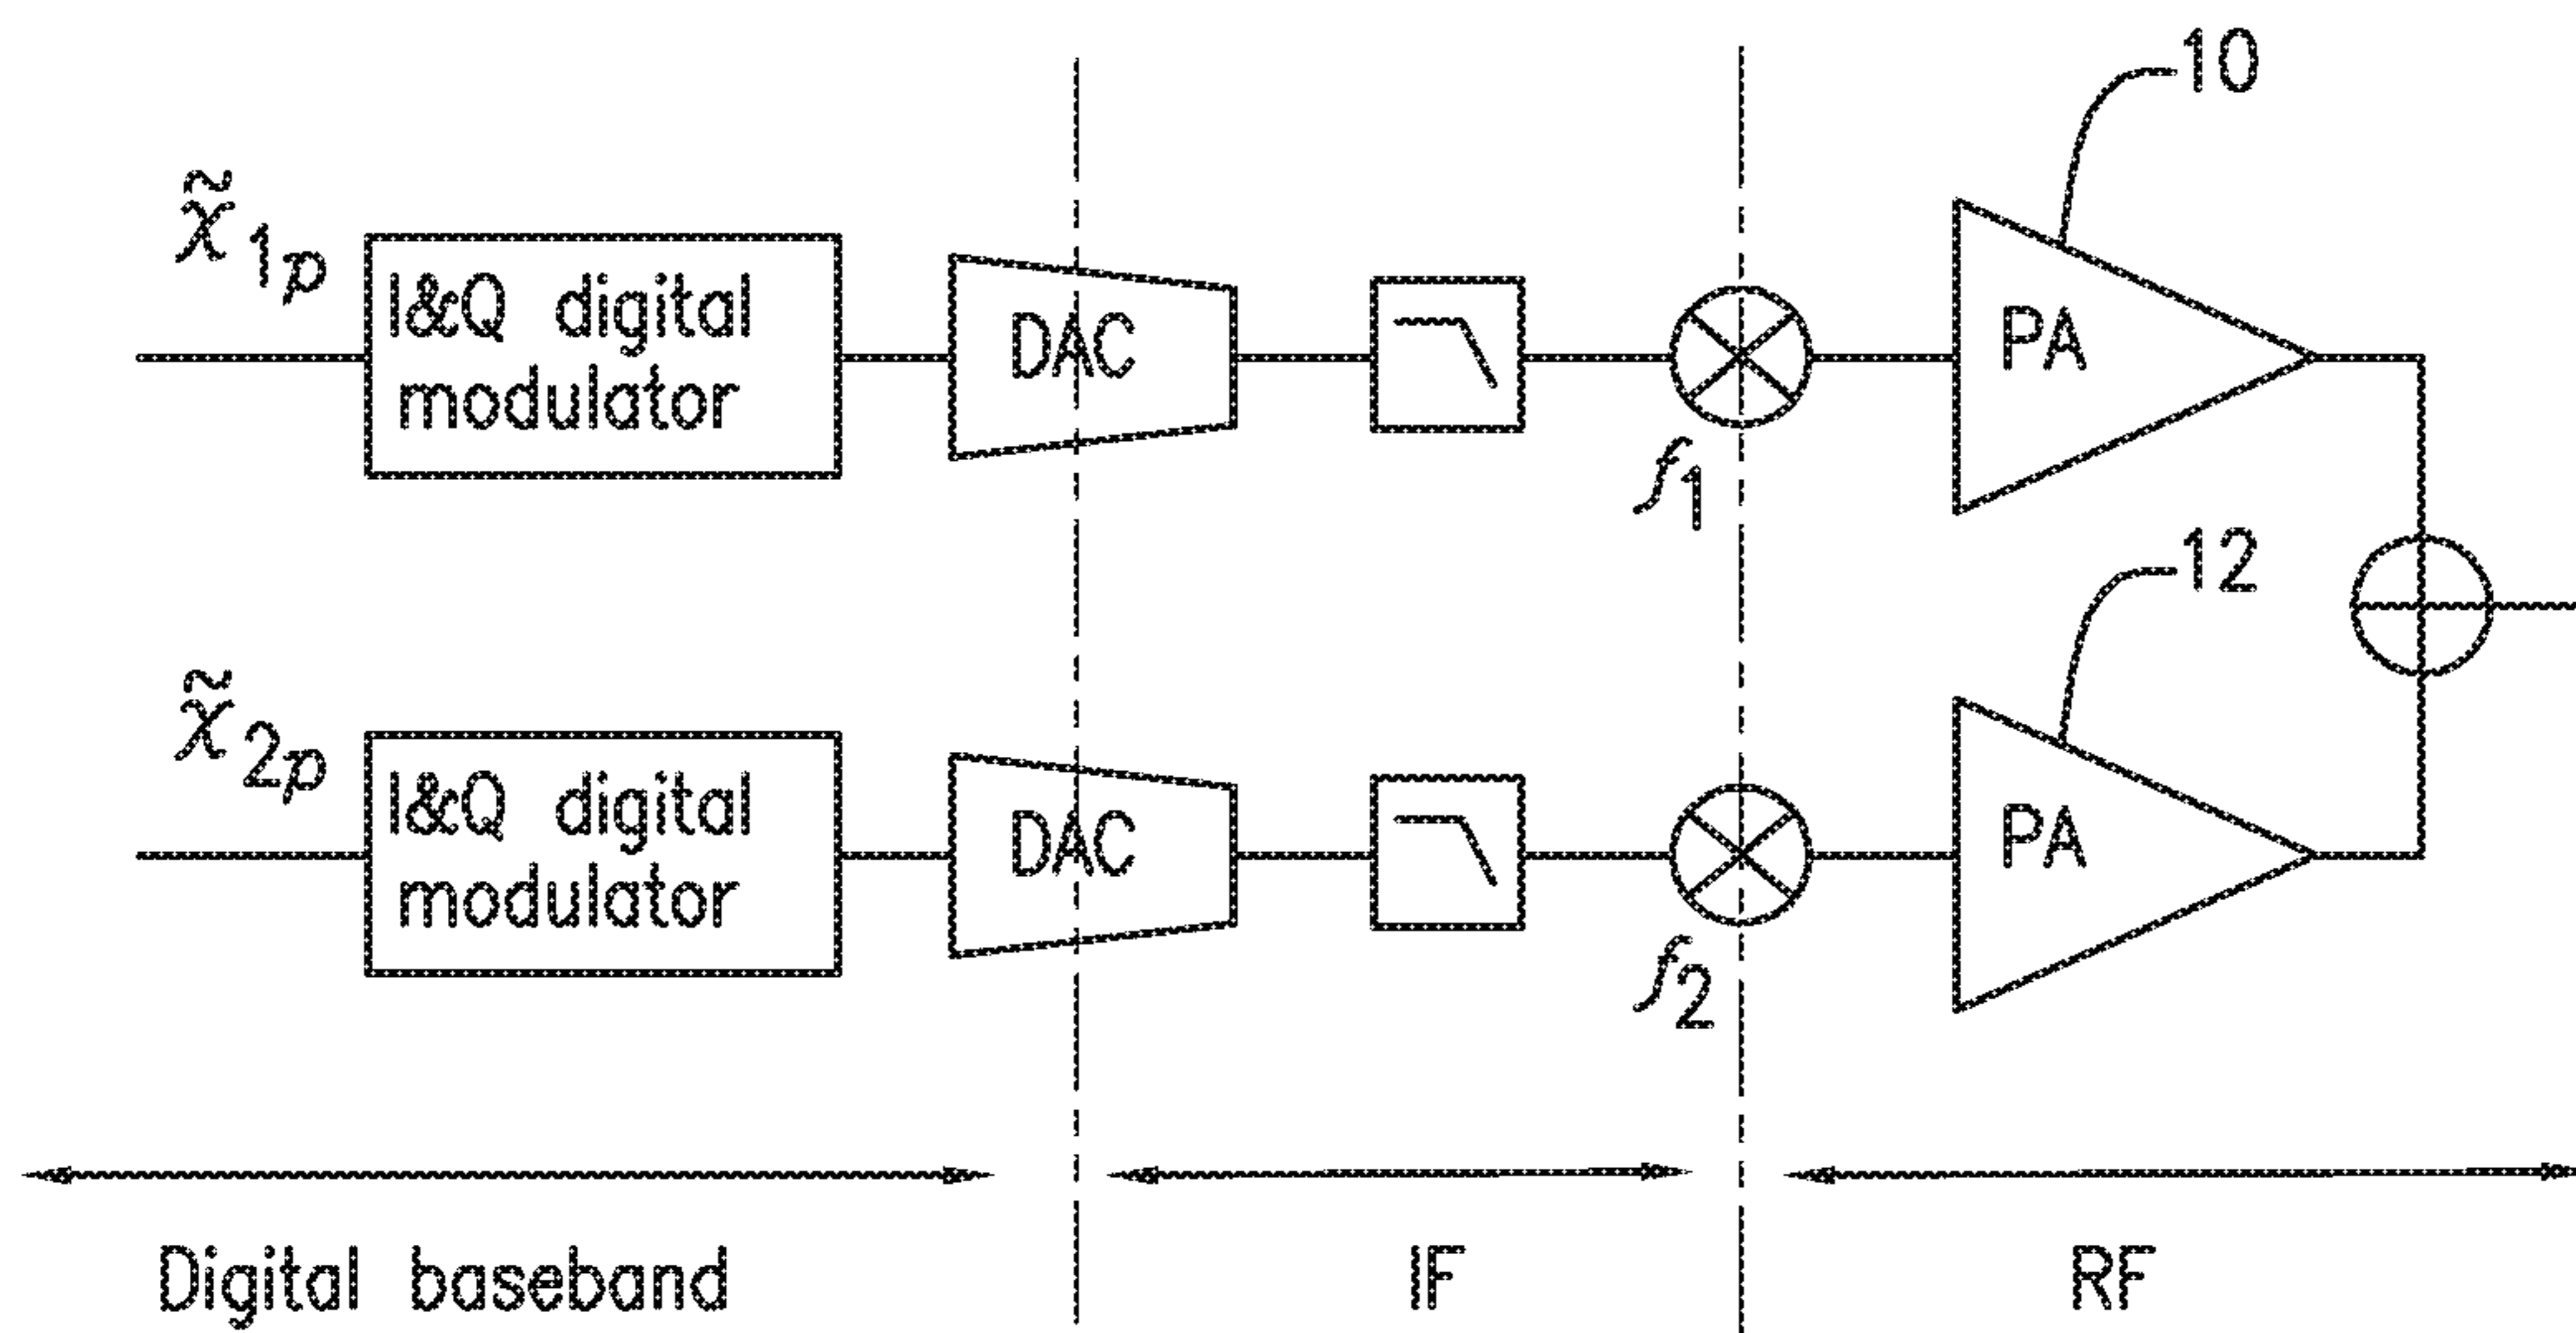 10
x̃1p
I&Q digital
modulator
DAC
PA
f1
12
x̃2p
I&Q digital
modulator
DAC
PA
f2
Digital baseband
IF
RF